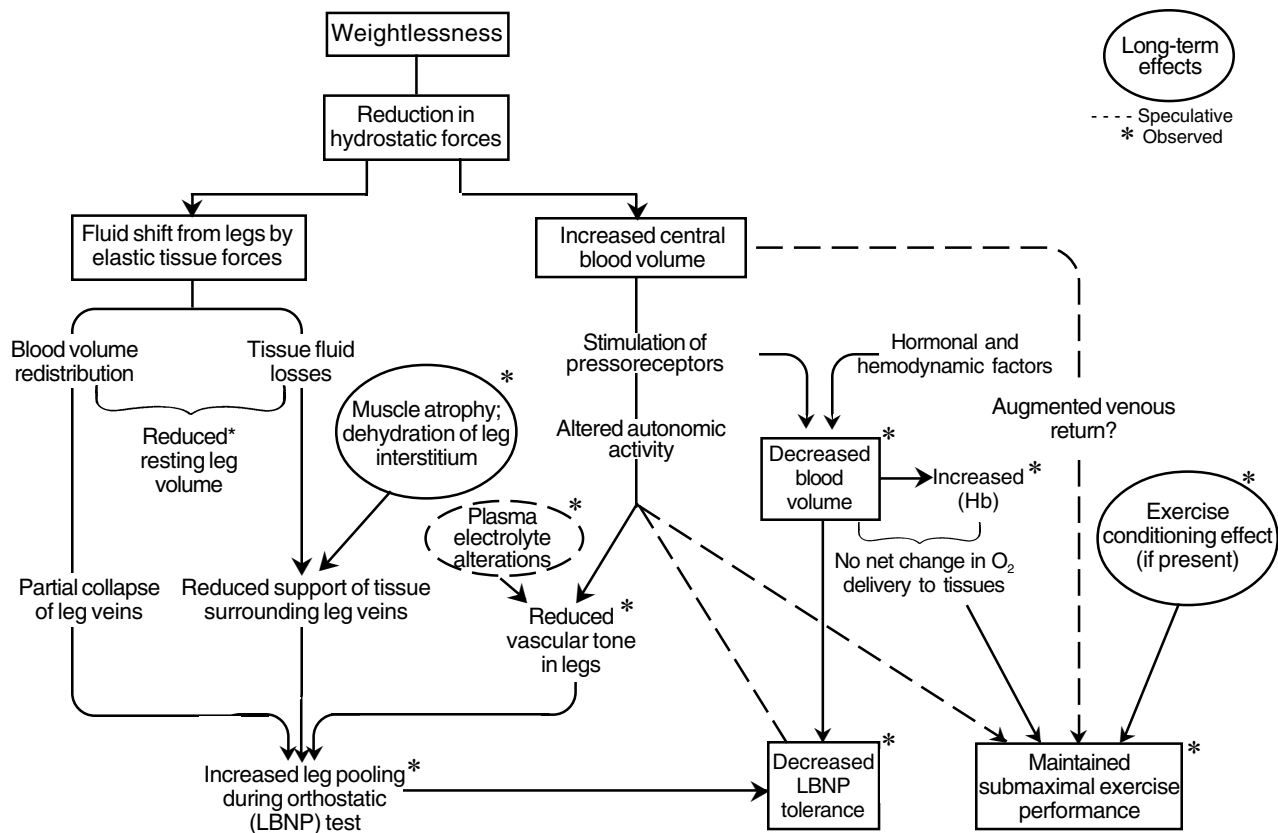 Weightlessness
Long-term
effects
- - - - Speculative
* Observed
Reduction in
hydrostatic forces
Fluid shift from legs by
elastic tissue forces
Increased central
blood volume
Blood volume
redistribution
Tissue fluid
losses
Stimulation of
pressoreceptors
Hormonal and
hemodynamic factors
Reduced*
resting leg
volume
Muscle atrophy;
dehydration of leg
interstitium
*
Altered autonomic
activity
Augmented venous
return?
Decreased
blood
volume
*
Increased *
(Hb)
Plasma
electrolyte
alterations
*
Exercise
conditioning effect
(if present)
*
No net change in O₂
delivery to tissues
Partial collapse
of leg veins
Reduced support of tissue
surrounding leg veins
Reduced *
vascular tone
in legs
Increased leg pooling *
during orthostatic
(LBNP) test
Decreased
LBNP
tolerance
*
Maintained
submaximal exercise
performance
*